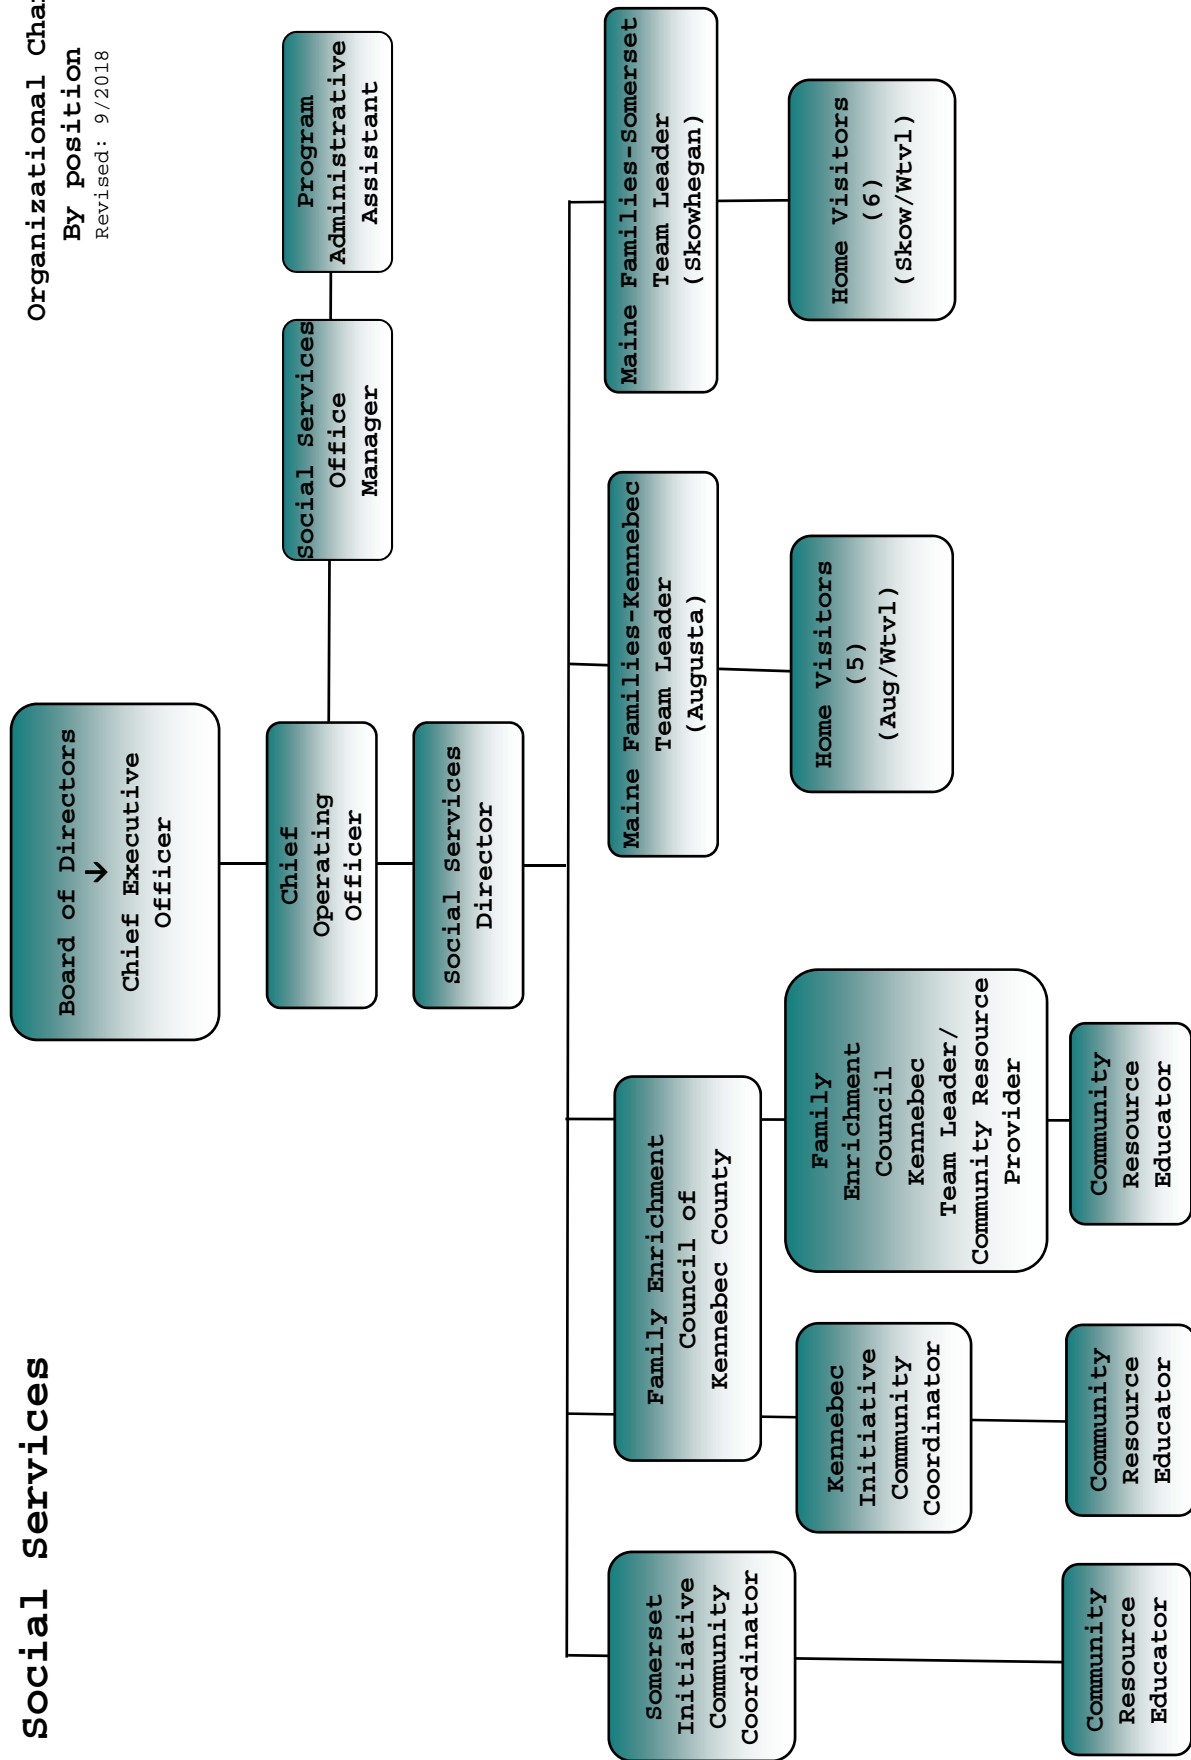 Social Services
Organizational Cha
By position
Revised: 9/2018
Board of Directors
↓
Chief Executive
Officer
Chief
Operating
Officer
Social Services
Office
Manager
Program
Administrative
Assistant
Social Services
Director
Somerset
Initiative
Community
Coordinator
Family Enrichment
Council of
Kennebec County
Maine Families-Kennebec
Team Leader
(Augusta)
Maine Families-Somerset
Team Leader
(Skowhegan)
Kennebec
Initiative
Community
Coordinator
Family
Enrichment
Council
Kennebec
Team Leader/
Community Resource
Provider
Home Visitors
(5)
(Aug/Wtvl)
Home Visitors
(6)
(Skow/Wtvl)
Community
Resource
Educator
Community
Resource
Educator
Community
Resource
Educator